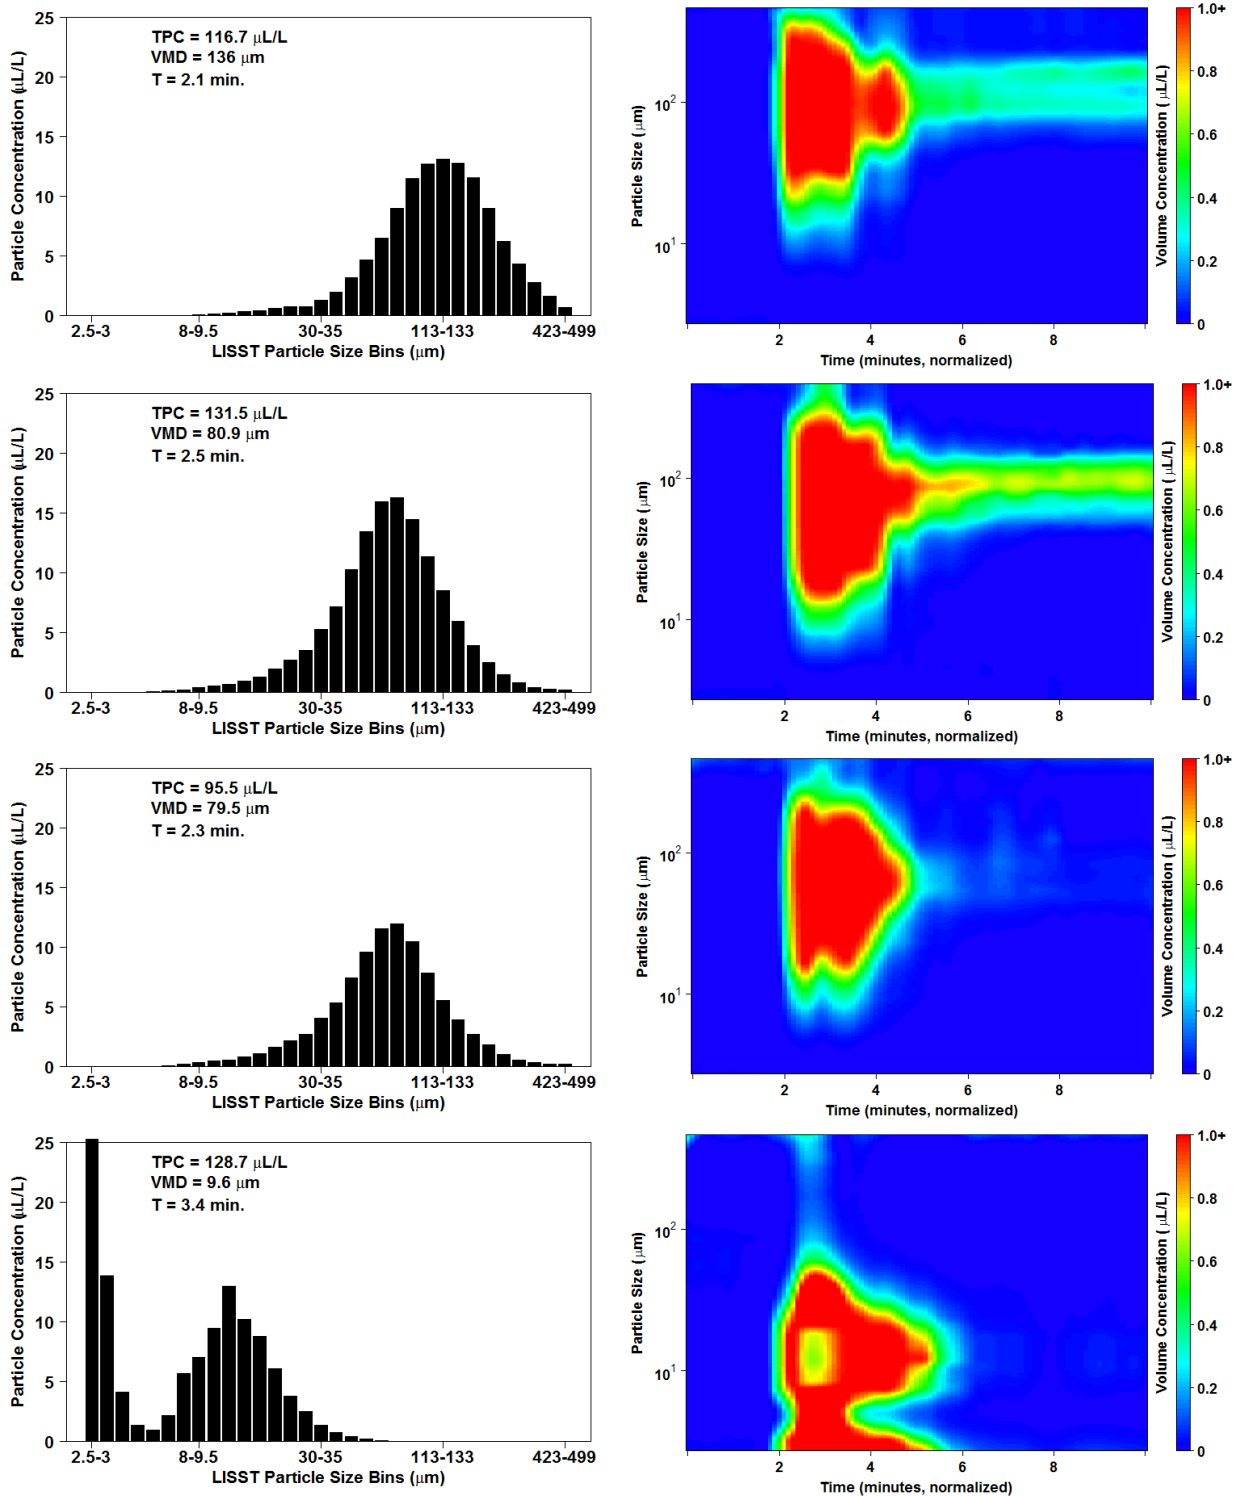 25
20
15
10
5
0
Particle Concentration (μL/L)
TPC = 116.7 μL/L
VMD = 136 μm
T = 2.1 min.
2.5-3 8-9.5 30-35 113-133 423-499
LISST Particle Size Bins (μm)
Particle Size (μm)
10²
10¹
2 4 6 8
Time (minutes, normalized)
Volume Concentration ( μL/L)
1.0+
0.8
0.6
0.4
0.2
0
25
20
15
10
5
0
Particle Concentration (μL/L)
TPC = 131.5 μL/L
VMD = 80.9 μm
T = 2.5 min.
2.5-3 8-9.5 30-35 113-133 423-499
LISST Particle Size Bins (μm)
Particle Size (μm)
10²
10¹
2 4 6 8
Time (minutes, normalized)
Volume Concentration ( μL/L)
1.0+
0.8
0.6
0.4
0.2
0
25
20
15
10
5
0
Particle Concentration (μL/L)
TPC = 95.5 μL/L
VMD = 79.5 μm
T = 2.3 min.
2.5-3 8-9.5 30-35 113-133 423-499
LISST Particle Size Bins (μm)
Particle Size (μm)
10²
10¹
2 4 6 8
Time (minutes, normalized)
Volume Concentration ( μL/L)
1.0+
0.8
0.6
0.4
0.2
0
25
20
15
10
5
0
Particle Concentration (μL/L)
TPC = 128.7 μL/L
VMD = 9.6 μm
T = 3.4 min.
2.5-3 8-9.5 30-35 113-133 423-499
LISST Particle Size Bins (μm)
Particle Size (μm)
10²
10¹
2 4 6 8
Time (minutes, normalized)
Volume Concentration ( μL/L)
1.0+
0.8
0.6
0.4
0.2
0